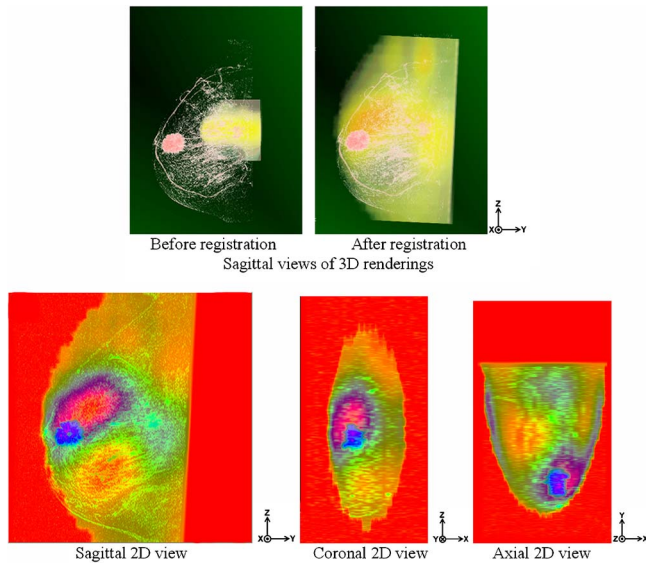 Before registration
After registration
Z
X
Y
Sagittal views of 3D renderings
Z
X
Y
Z
Y
X
Y
Z
X
Sagittal 2D view
Coronal 2D view
Axial 2D view